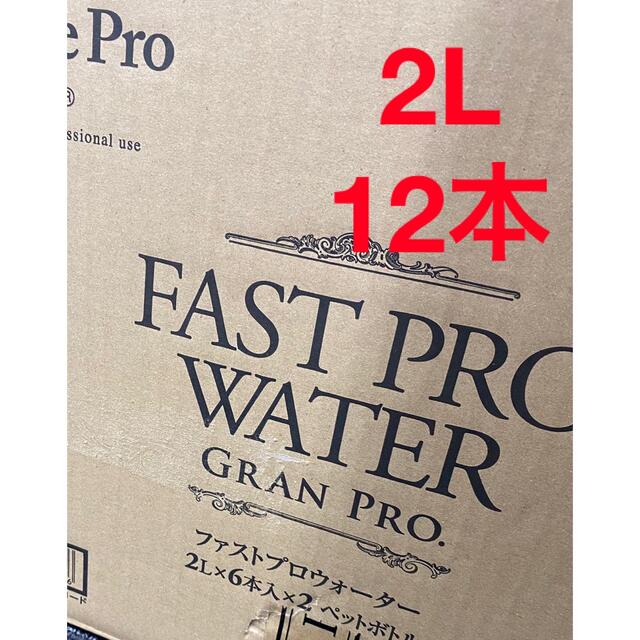 e Pro
®
ssional use
2L
12本
FAST PRO
WATER
GRAN PRO.
ファストプロウォーター
2L×6本入×2 ペットボトル